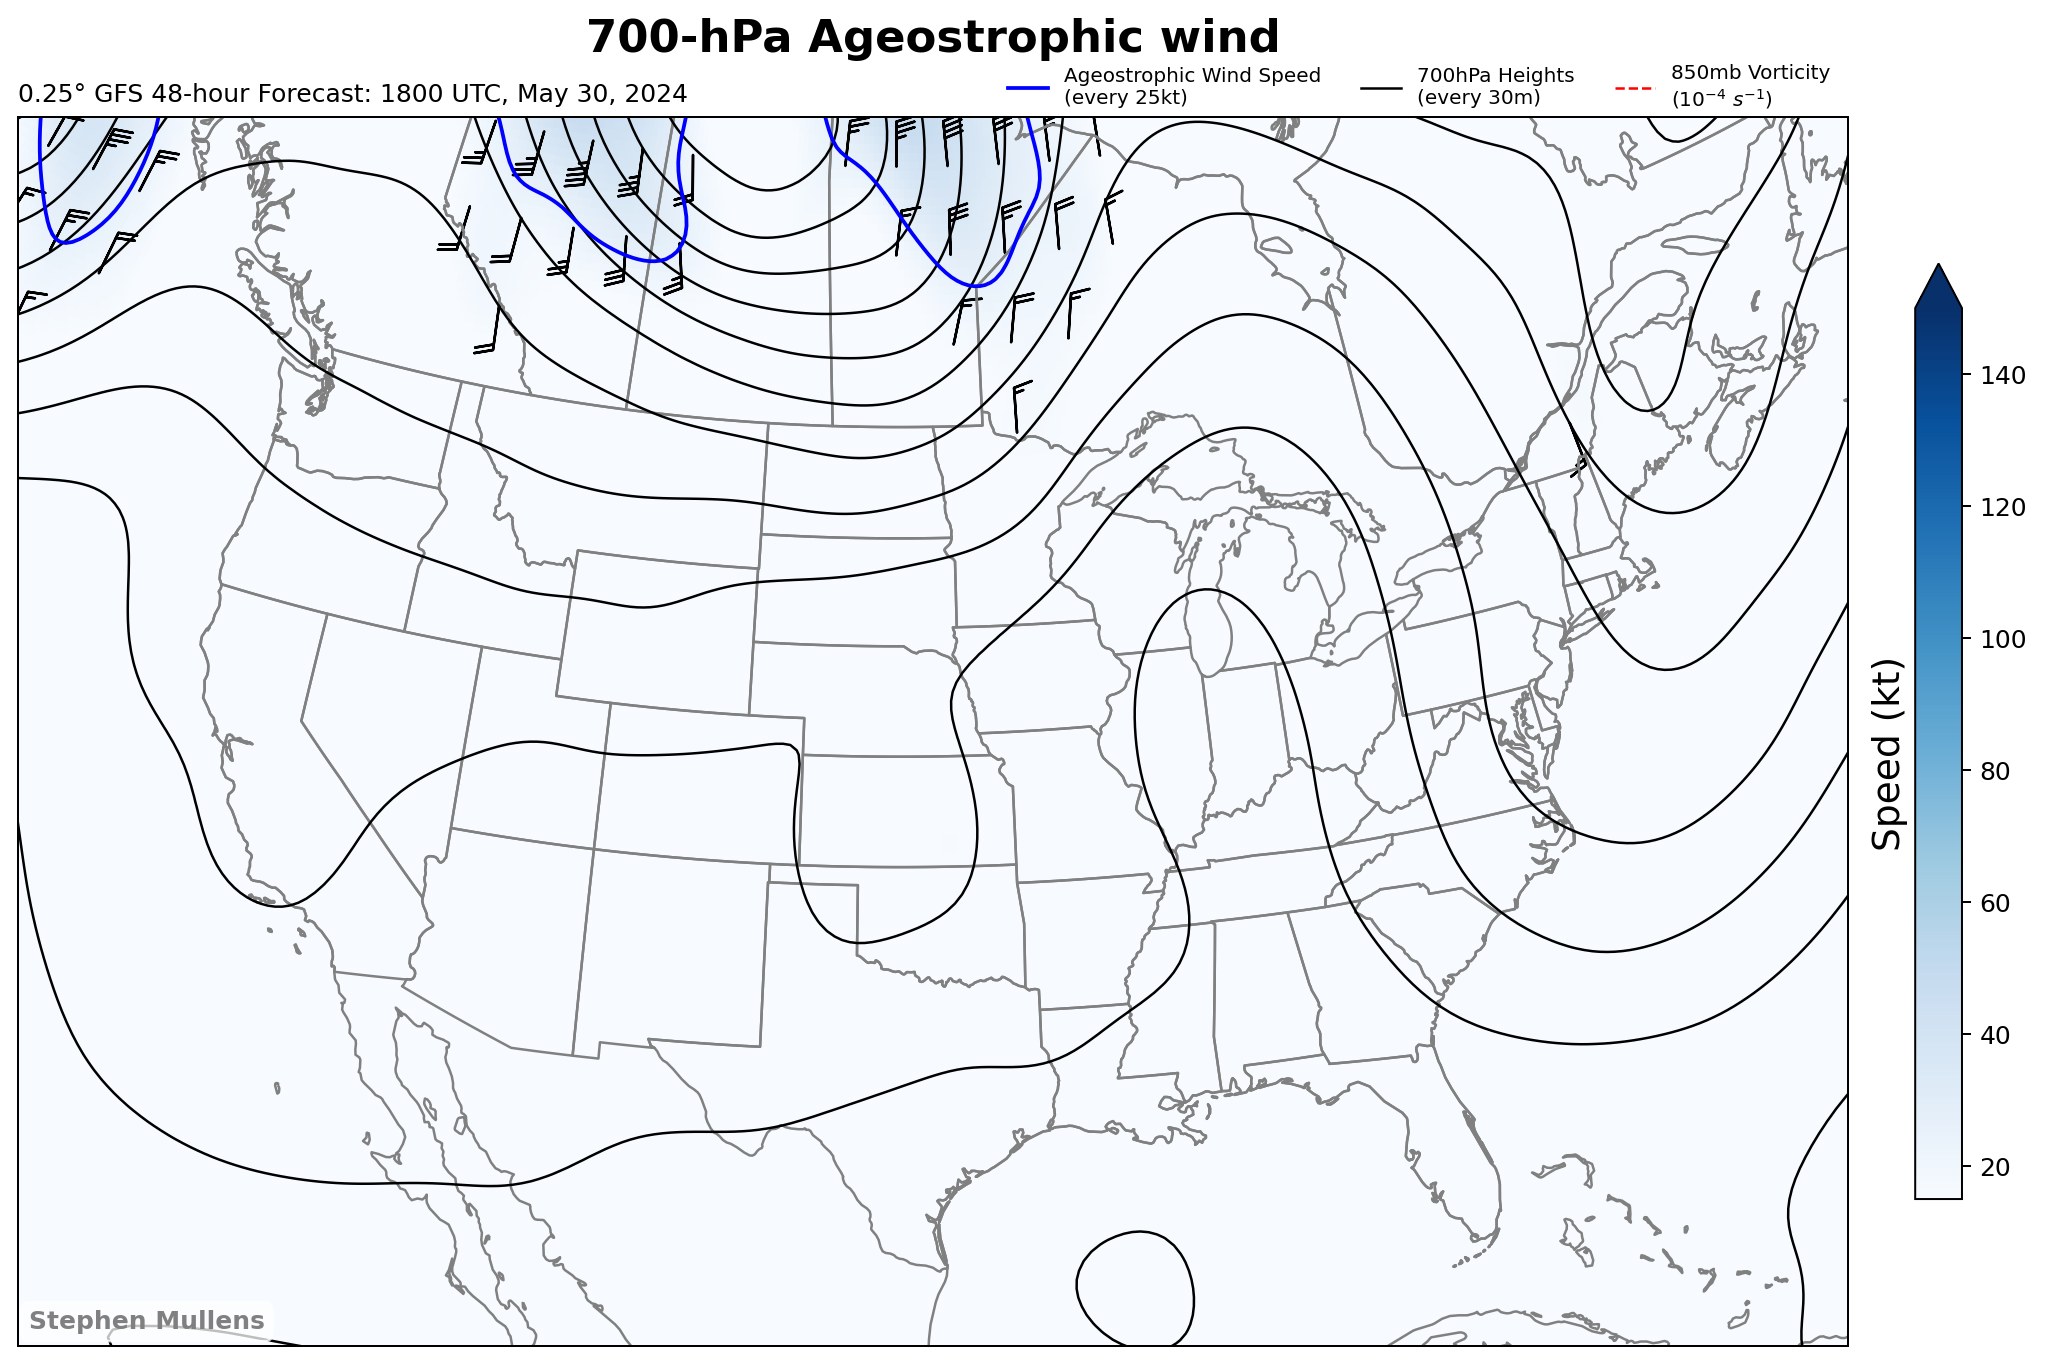 700-hPa Ageostrophic wind
0.25° GFS 48-hour Forecast: 1800 UTC, May 30, 2024
Ageostrophic Wind Speed
(every 25kt)
700hPa Heights
(every 30m)
850mb Vorticity
(10⁻⁴ s⁻¹)
140
120
100
80
60
40
20
Speed (kt)
Stephen Mullens